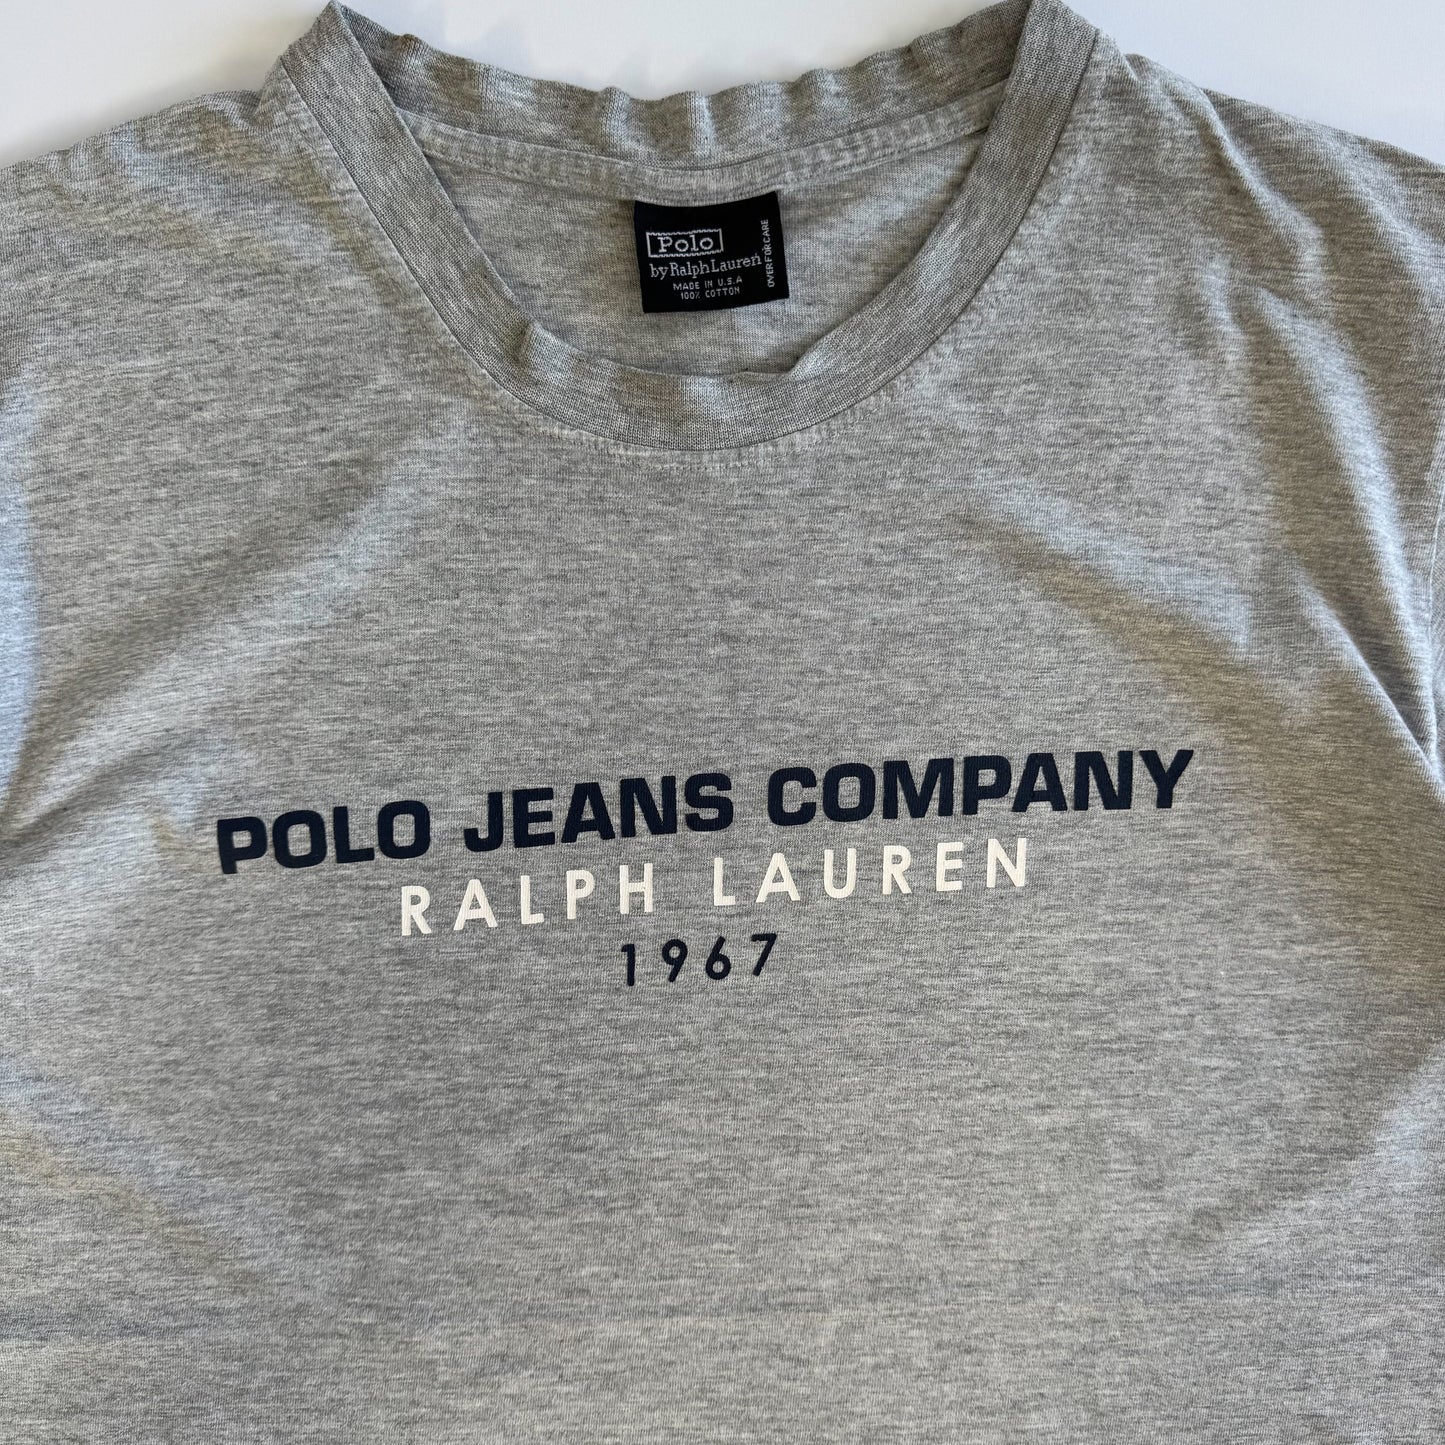 Polo
by Ralph Lauren
MADE IN U.S.A
100% COTTON
OVER FOR CARE
POLO JEANS COMPANY
RALPH LAUREN
1967